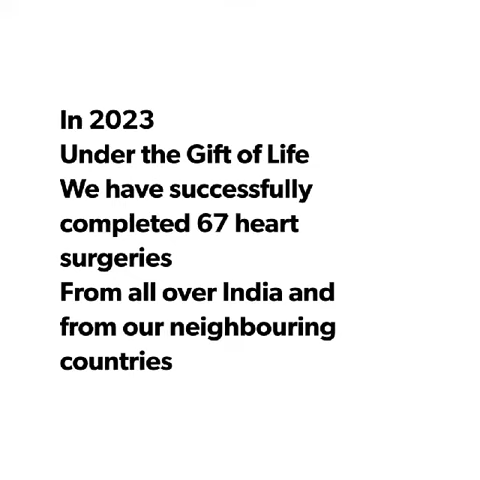 In 2023
Under the Gift of Life
We have successfully
completed 67 heart
surgeries
From all over India and
from our neighbouring
countries